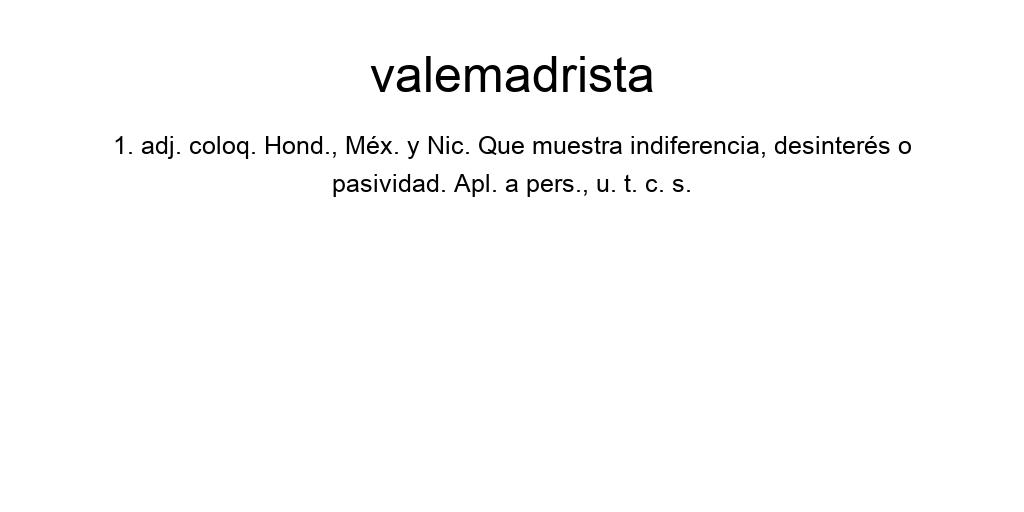 valemadrista
1. adj. coloq. Hond., Méx. y Nic. Que muestra indiferencia, desinterés o
pasividad. Apl. a pers., u. t. c. s.